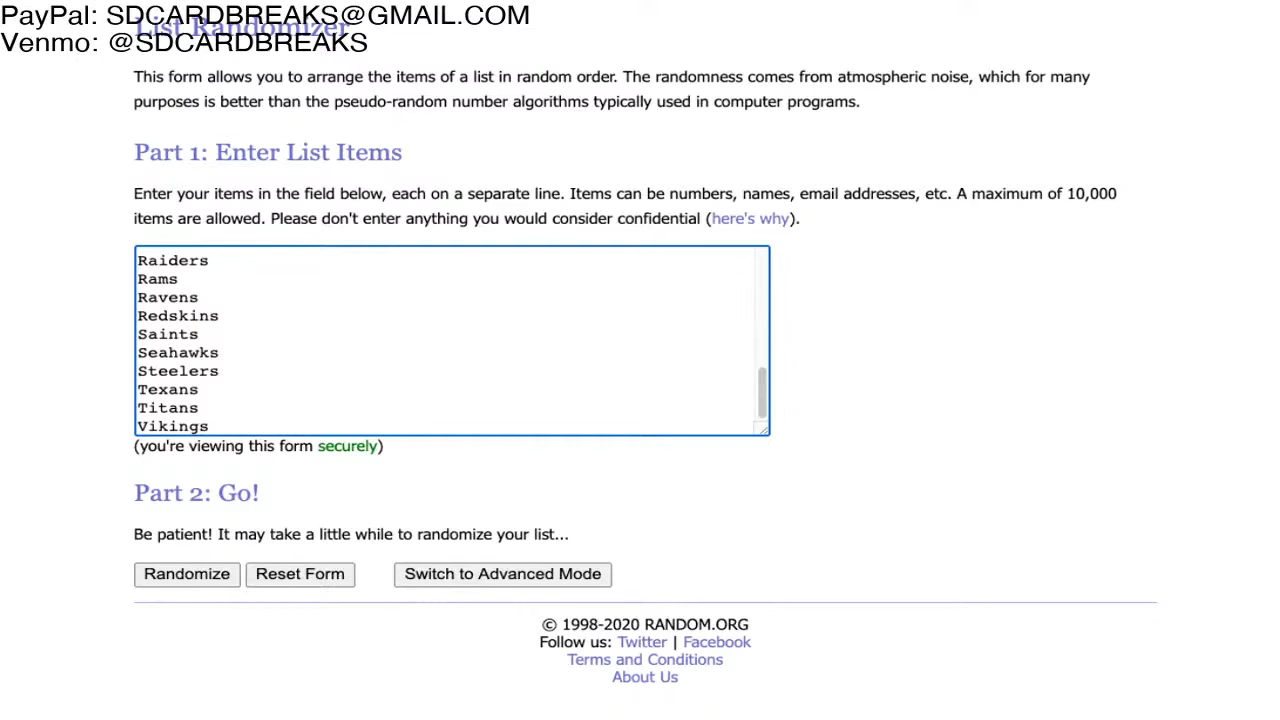 PayPal: SDCARDBREAKS@GMAIL.COM
List Randomizer
Venmo: @SDCARDBREAKS
This form allows you to arrange the items of a list in random order. The randomness comes from atmospheric noise, which for many
purposes is better than the pseudo-random number algorithms typically used in computer programs.
Part 1: Enter List Items
Enter your items in the field below, each on a separate line. Items can be numbers, names, email addresses, etc. A maximum of 10,000
items are allowed. Please don't enter anything you would consider confidential (here's why).
Raiders
Rams
Ravens
Redskins
Saints
Seahawks
Steelers
Texans
Titans
Vikings
(you're viewing this form securely)
Part 2: Go!
Be patient! It may take a little while to randomize your list...
Randomize Reset Form Switch to Advanced Mode
© 1998-2020 RANDOM.ORG
Follow us: Twitter | Facebook
Terms and Conditions
About Us